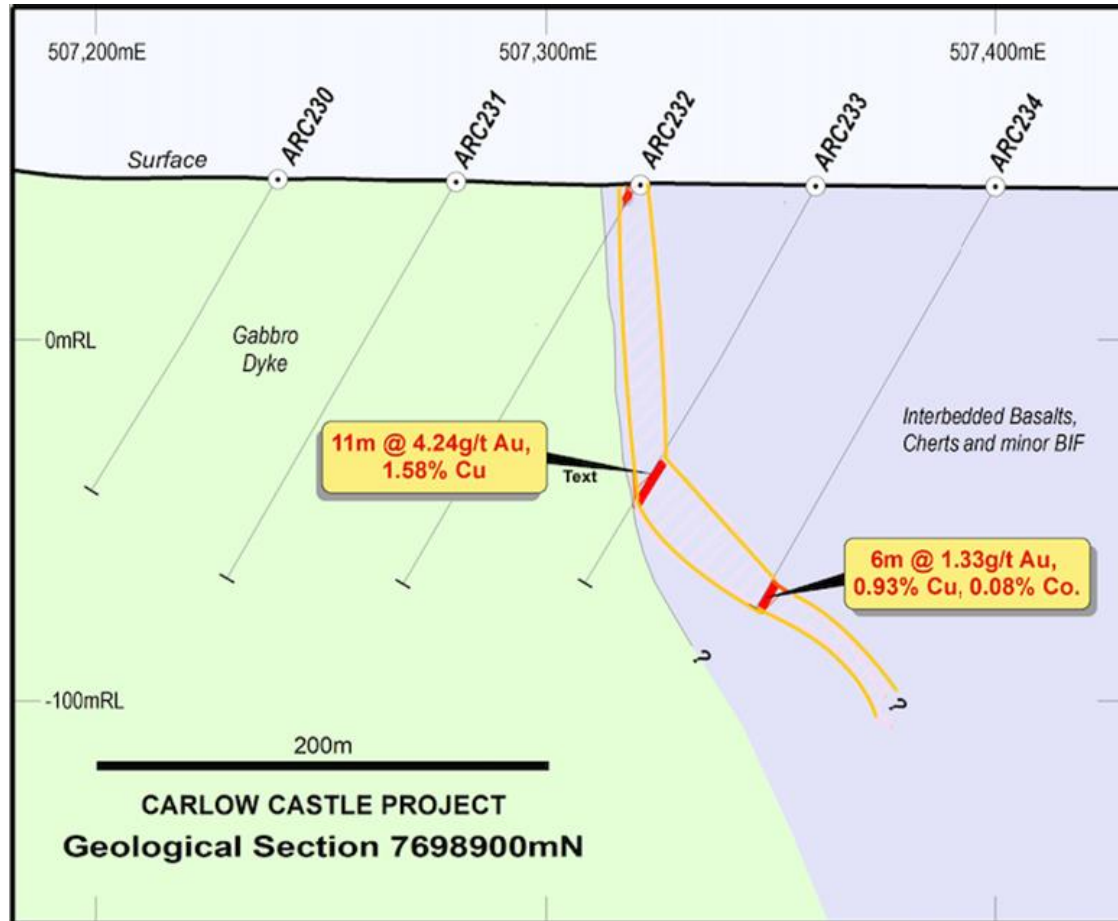 507,200mE
507,300mE
507,400mE
ARC230
ARC231
ARC232
ARC233
ARC234
Surface
0mRL
Gabbro
Dyke
Interbedded Basalts,
Cherts and minor BIF
11m @ 4.24g/t Au,
1.58% Cu
Text
6m @ 1.33g/t Au,
0.93% Cu, 0.08% Co.
?
?
-100mRL
200m
CARLOW CASTLE PROJECT
Geological Section 7698900mN